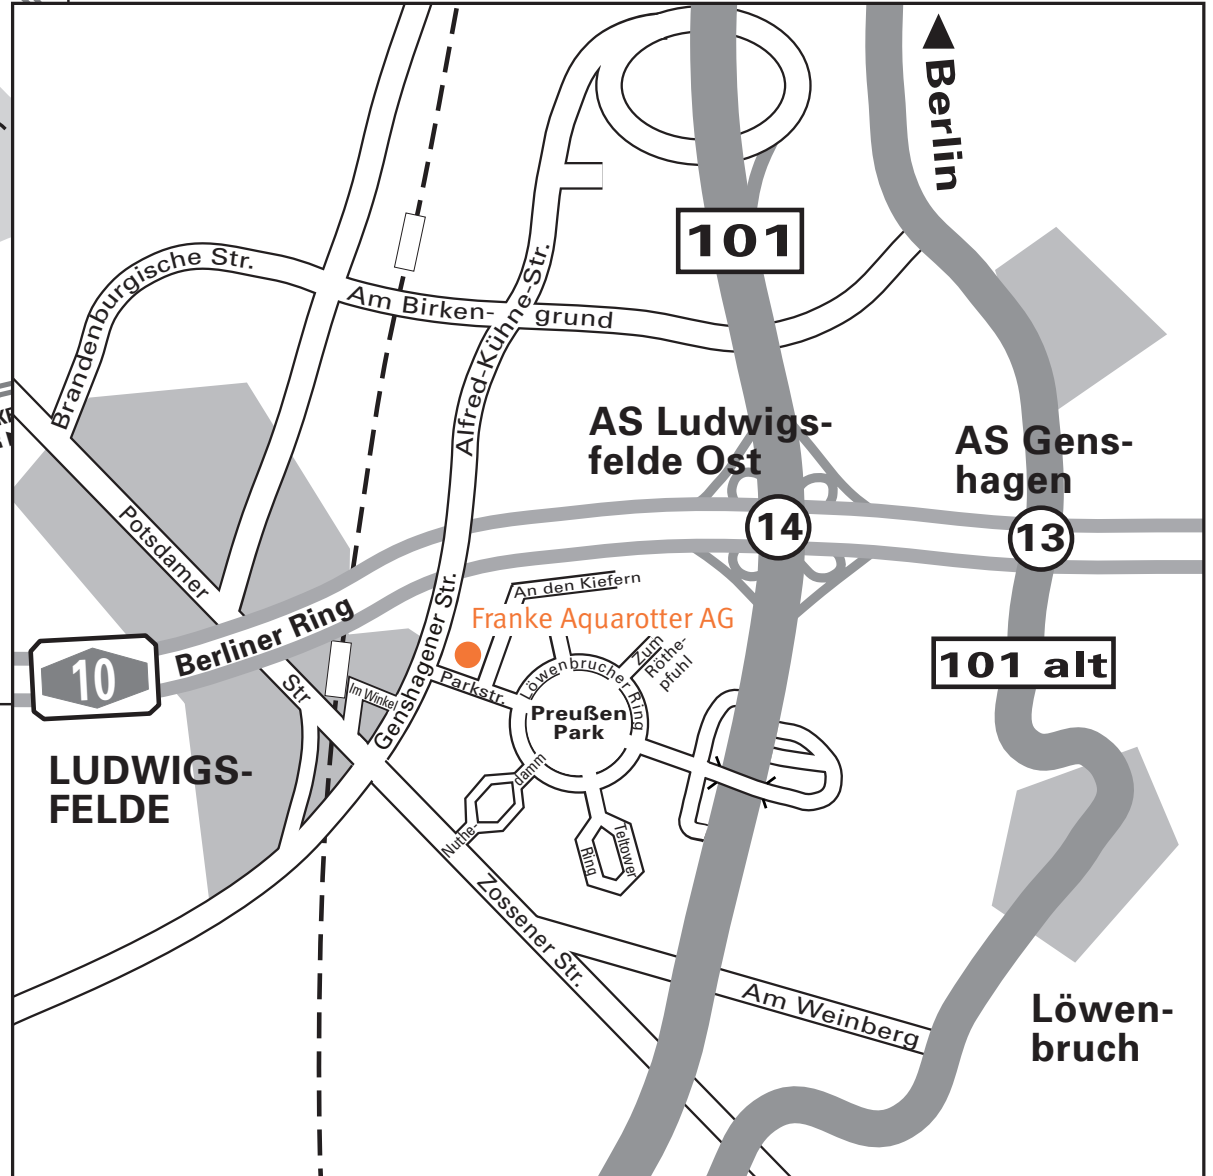 Berlin
101
Brandenburgische Str.
Am Birken-
grund
Alfred-Kühne-Str.
AS Ludwigs-
felde Ost
AS Gens-
hagen
14
13
Potsdamer
Str.
An den Kiefern
Franke Aquarotter AG
Berliner Ring
10
Genshagener Str.
Im Winkel
Parkstr.
Löwenbrucher Ring
Zum
Röthe-
pfuhl
Preußen
Park
101 alt
LUDWIGS-
FELDE
Nuthe-
damm
Teltower
Ring
Zossener Str.
Am Weinberg
Löwen-
bruch